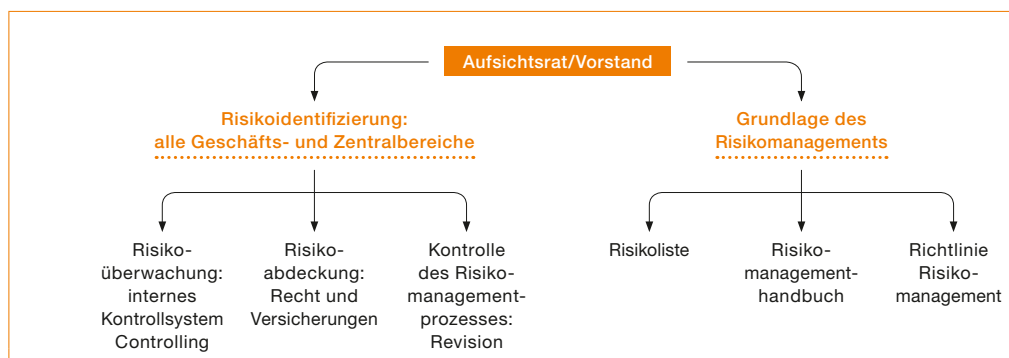 Aufsichtsrat/Vorstand
Risikoidentifizierung:
alle Geschäfts- und Zentralbereiche
Grundlage des
Risikomanagements
Risiko-
überwachung:
internes
Kontrollsystem
Controlling
Risiko-
abdeckung:
Recht und
Versicherungen
Kontrolle
des Risiko-
management-
prozesses:
Revision
Risikoliste
Risiko-
management-
handbuch
Richtlinie
Risiko-
management